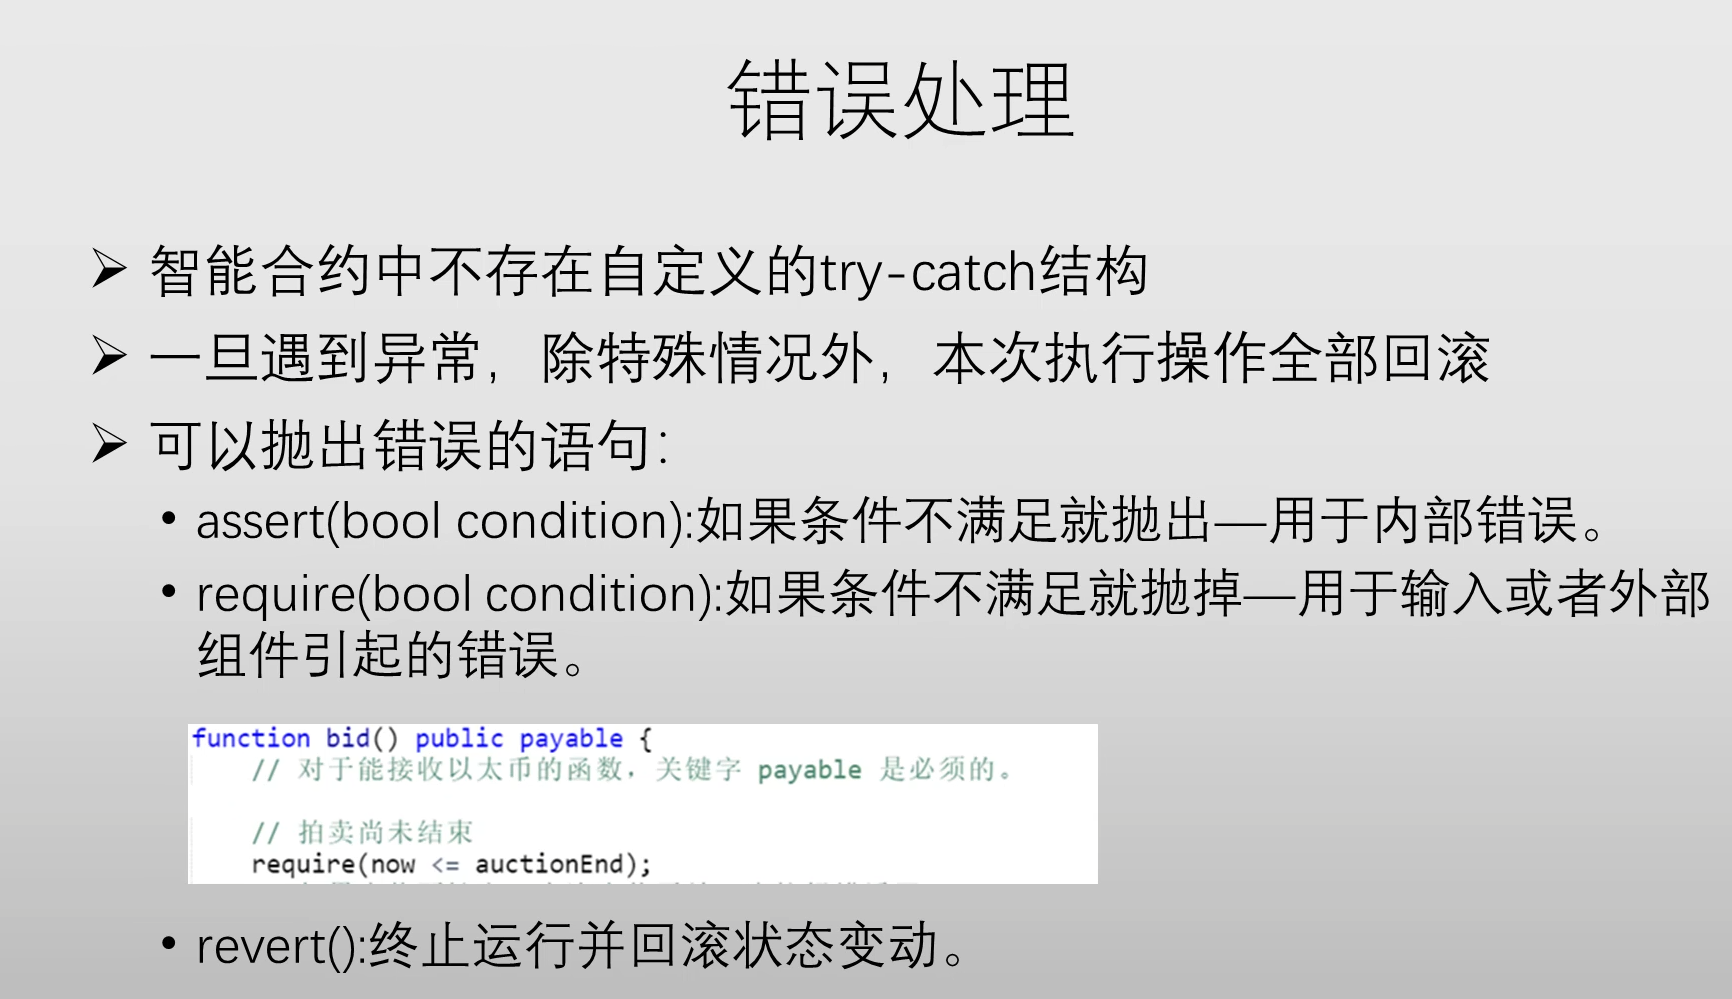 错误处理
智能合约中不存在自定义的try-catch结构
一旦遇到异常，除特殊情况外，本次执行操作全部回滚
可以抛出错误的语句：
• assert(bool condition):如果条件不满足就抛出—用于内部错误。
• require(bool condition):如果条件不满足就抛掉—用于输入或者外部
组件引起的错误。
function bid() public payable {
// 对于能接收以太币的函数，关键字 payable 是必须的。
// 拍卖尚未结束
require(now <= auctionEnd);
• revert():终止运行并回滚状态变动。